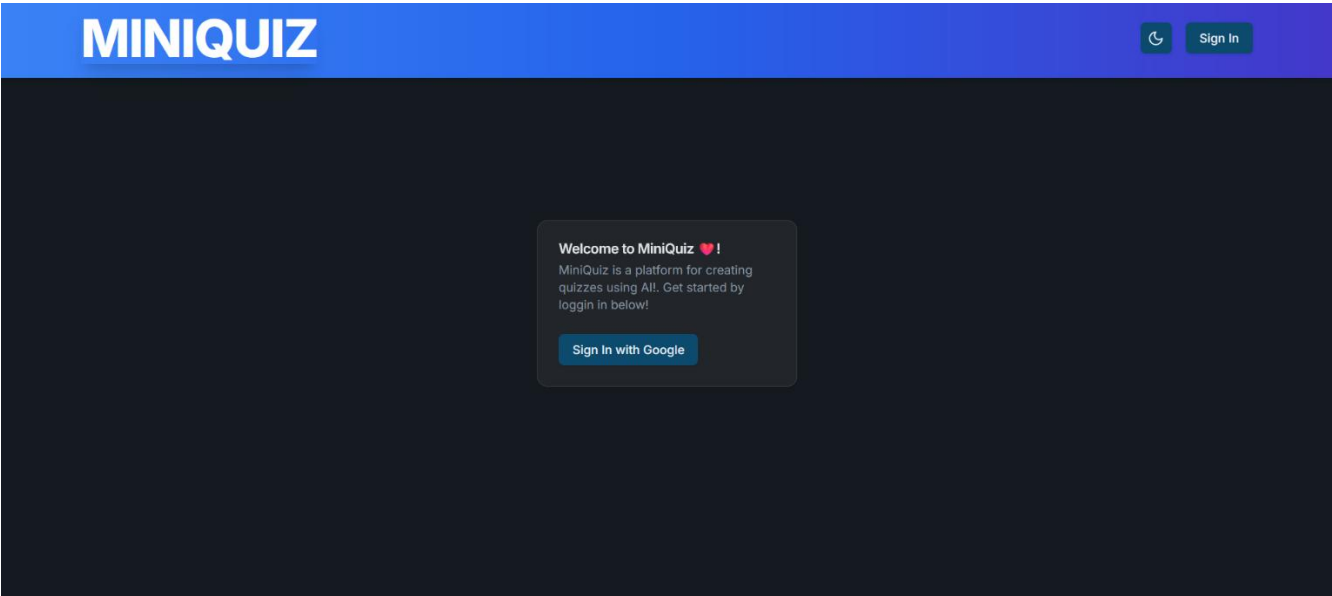 MINIQUIZ
Sign In
Welcome to MiniQuiz 💗!
MiniQuiz is a platform for creating
quizzes using AI!. Get started by
loggin in below!
Sign In with Google